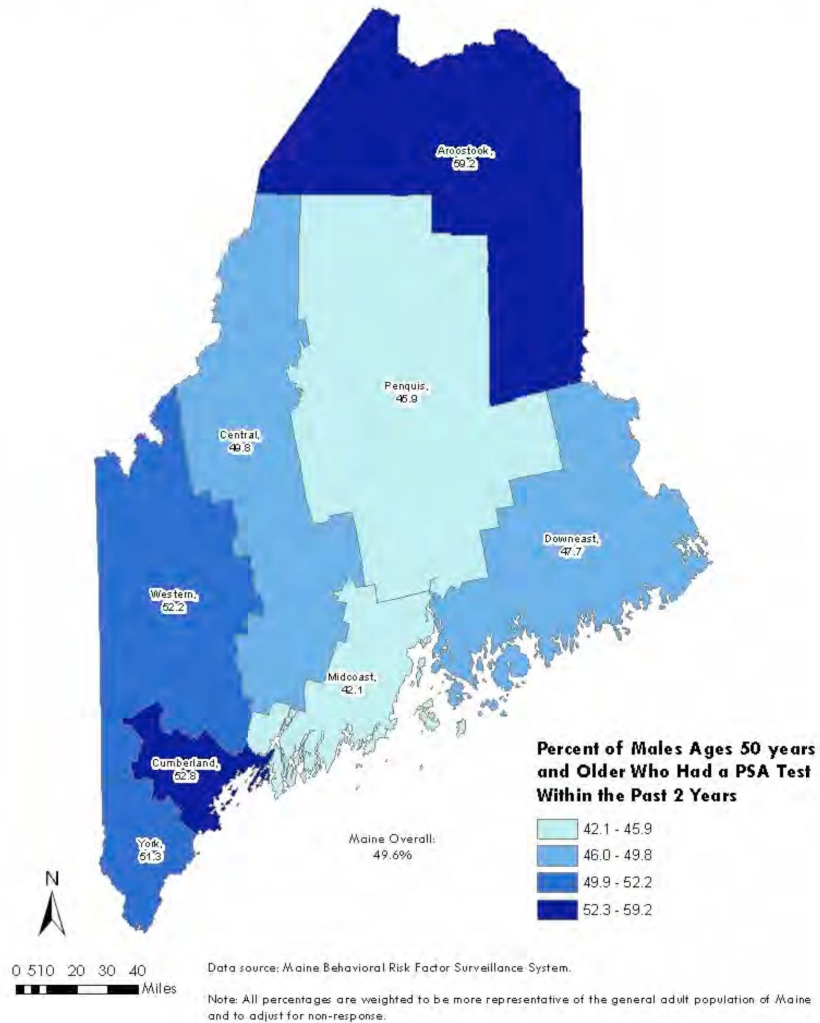 Aroostook,
59.2
Penquis,
45.9
Central,
49.8
Downeast,
47.7
Western,
52.2
Midcoast,
42.1
Cumberland,
52.8
York,
51.3
Maine Overall:
49.6%
Percent of Males Ages 50 years
and Older Who Had a PSA Test
Within the Past 2 Years
42.1 - 45.9
46.0 - 49.8
49.9 - 52.2
52.3 - 59.2
N
0 510 20 30 40
Miles
Data source: Maine Behavioral Risk Factor Surveillance System.
Note: All percentages are weighted to be more representative of the general adult population of Maine
and to adjust for non-response.